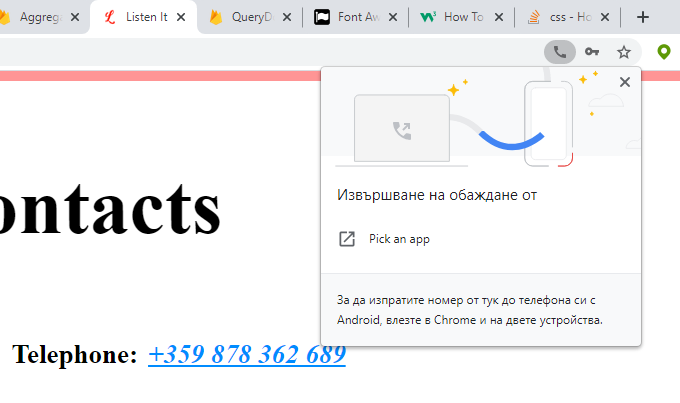 Aggreg
Listen It
QueryD
Font Aw
How To
css - Ho
ontacts
Извършване на обаждане от
Pick an app
За да изпратите номер от тук до телефона си с
Android, влезте в Chrome и на двете устройства.
Telephone: +359 878 362 689